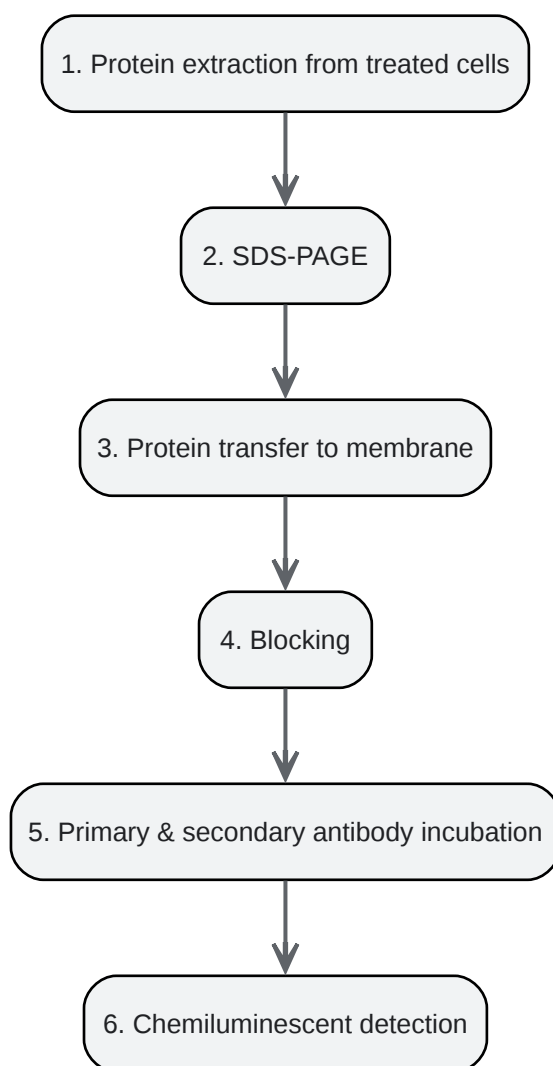 1. Protein extraction from treated cells
2. SDS-PAGE
3. Protein transfer to membrane
4. Blocking
5. Primary & secondary antibody incubation
6. Chemiluminescent detection